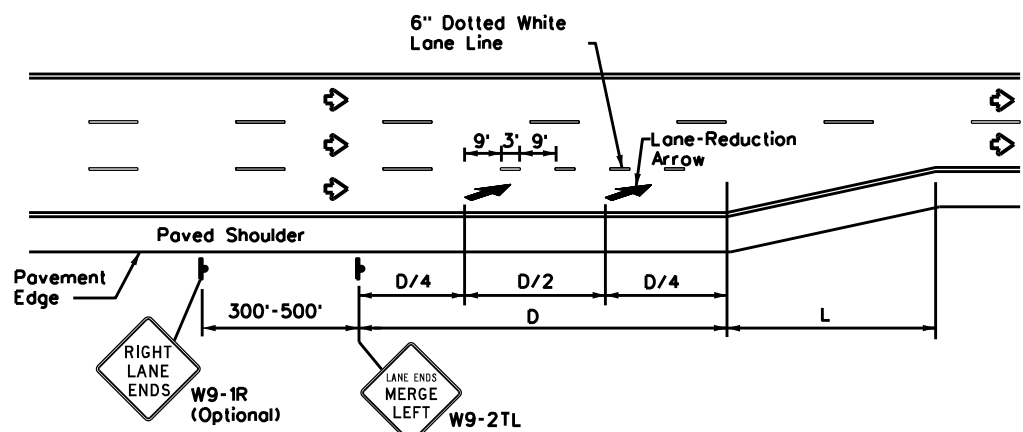 6" Dotted White
Lane Line
9' 3' 9'
Lane-Reduction
Arrow
Paved Shoulder
Pavement
Edge
D/4 D/2 D/4
300'-500' D L
RIGHT
LANE
ENDS
W9-1R
(Optional)
LANE ENDS
MERGE
LEFT
W9-2TL